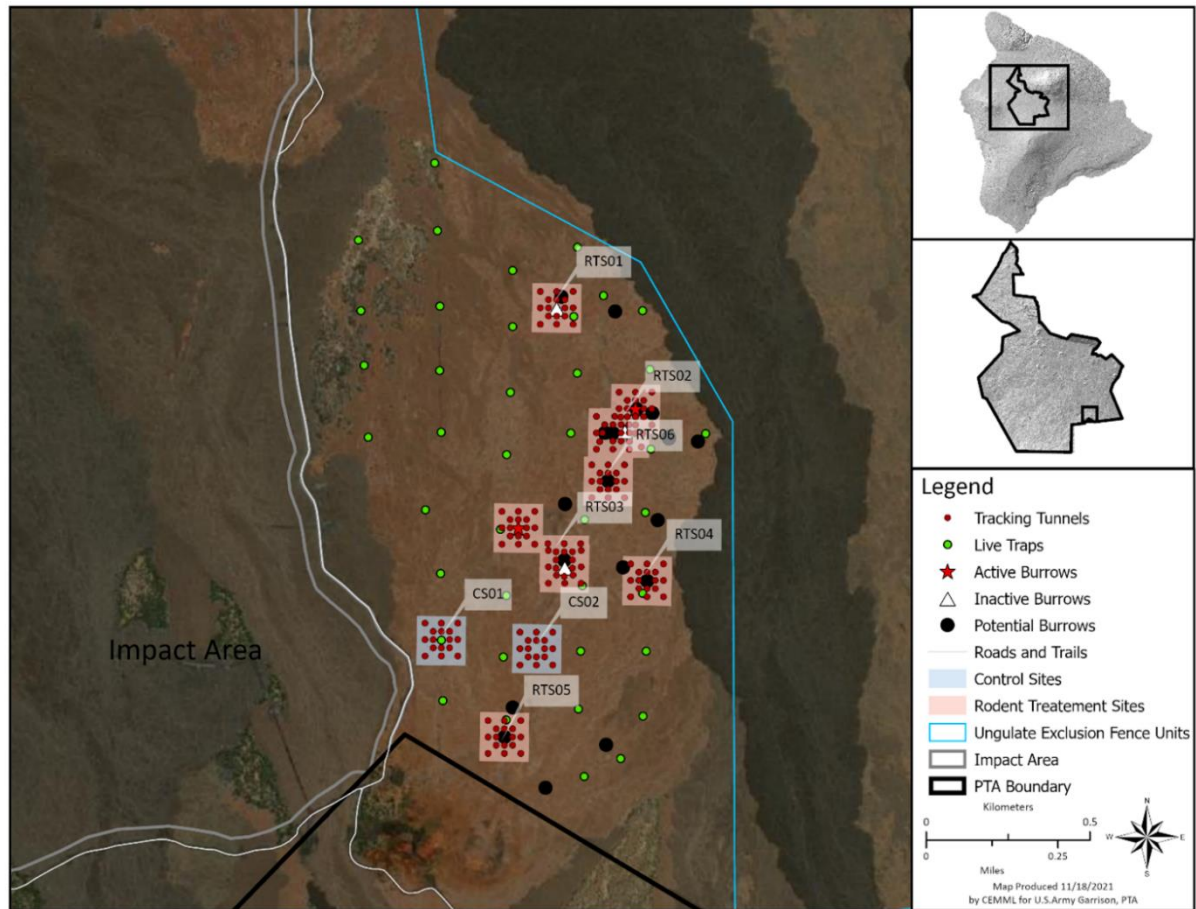 RTS01
RTS02
RTS06
RTS03
RTS04
CS01
CS02
Impact Area
RTS05
Legend
Tracking Tunnels
Live Traps
Active Burrows
Inactive Burrows
Potential Burrows
Roads and Trails
Control Sites
Rodent Treatement Sites
Ungulate Exclusion Fence Units
Impact Area
PTA Boundary
Kilometers
0 0.5
0 0.25
Miles
N
W E
S
Map Produced 11/18/2021
by CEMML for U.S.Army Garrison, PTA